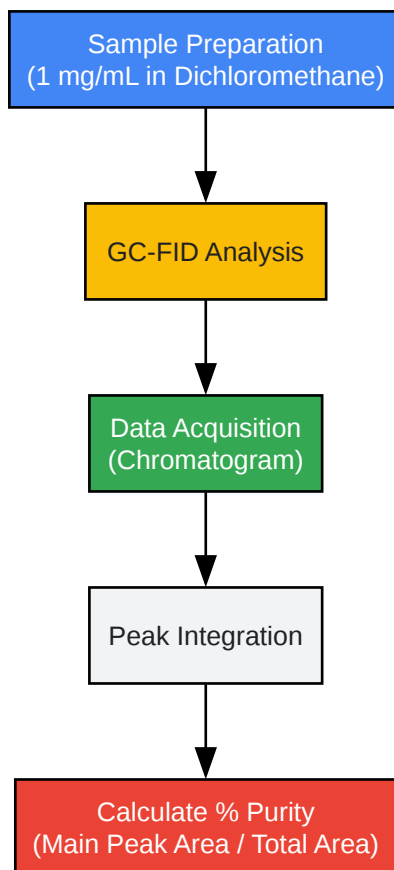 Sample Preparation
(1 mg/mL in Dichloromethane)
GC-FID Analysis
Data Acquisition
(Chromatogram)
Peak Integration
Calculate % Purity
(Main Peak Area / Total Area)